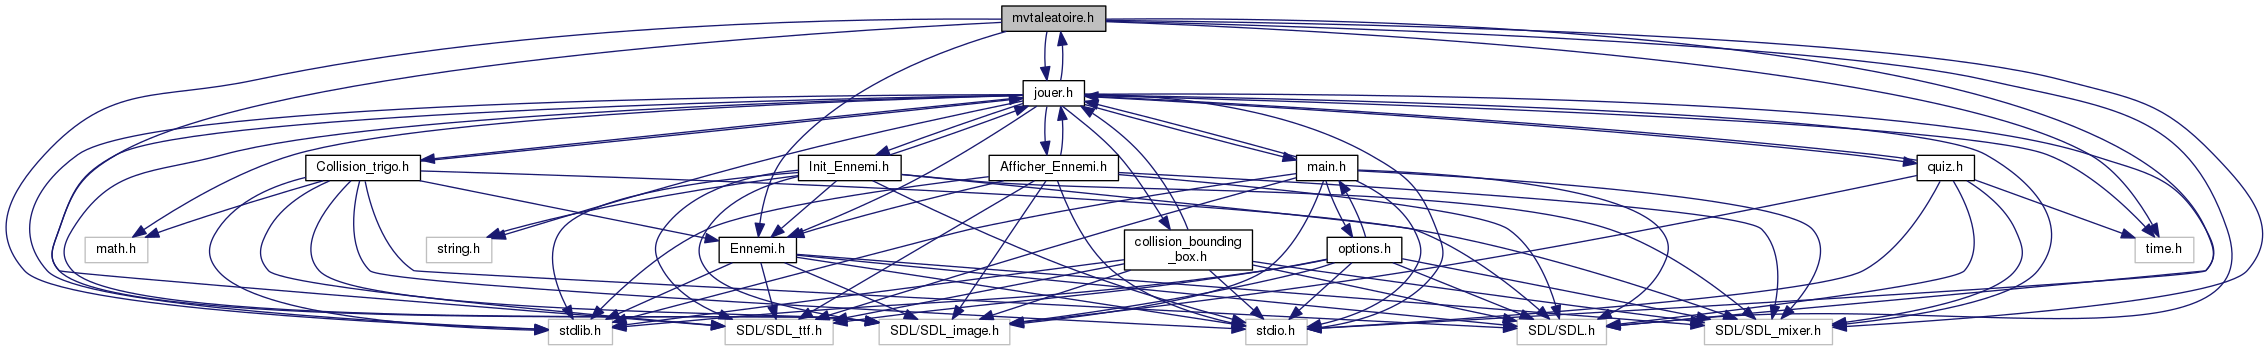 mvtaleatoire.h
jouer.h
Collision_trigo.h
Init_Ennemi.h
Afficher_Ennemi.h
main.h
quiz.h
math.h
string.h
Ennemi.h
collision_bounding
_box.h
options.h
time.h
stdlib.h
SDL/SDL_ttf.h
SDL/SDL_image.h
stdio.h
SDL/SDL.h
SDL/SDL_mixer.h